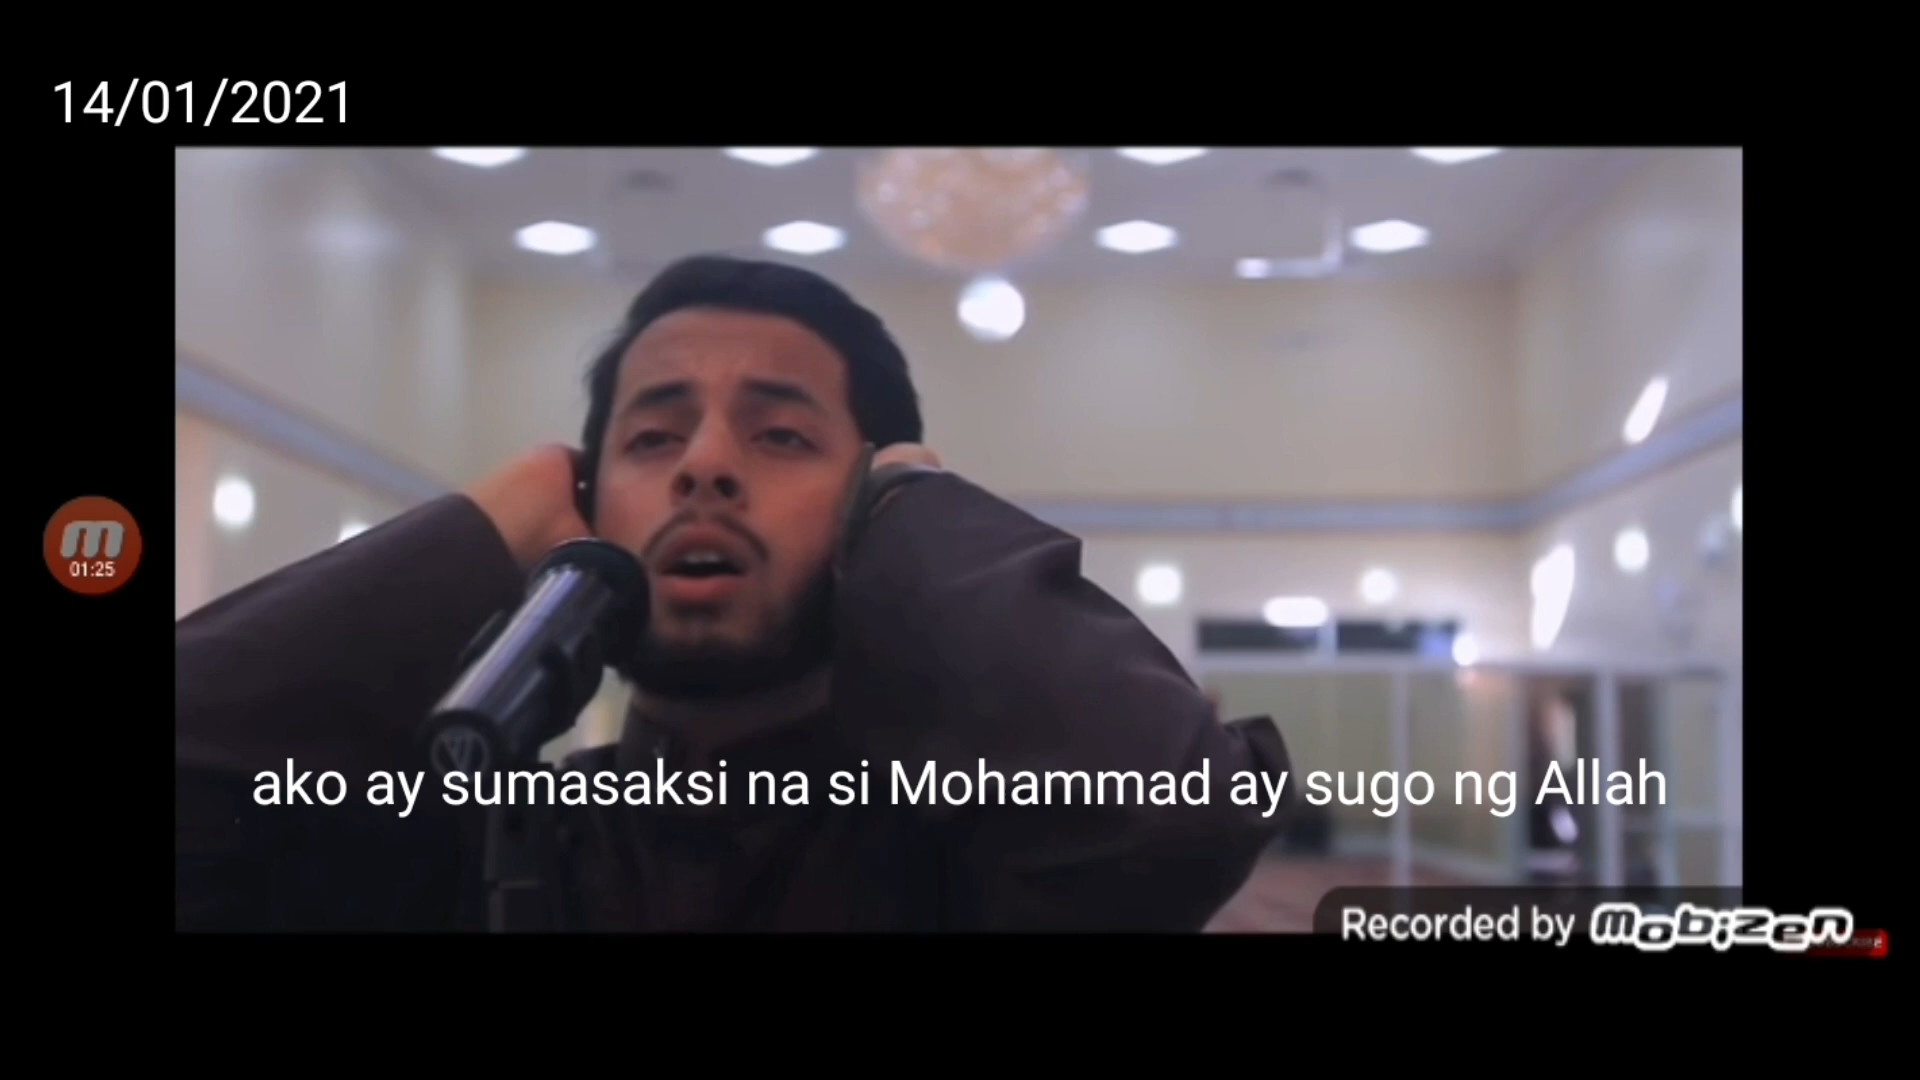 14/01/2021
01:25
ako ay sumasaksi na si Mohammad ay sugo ng Allah
Recorded by Mobizen